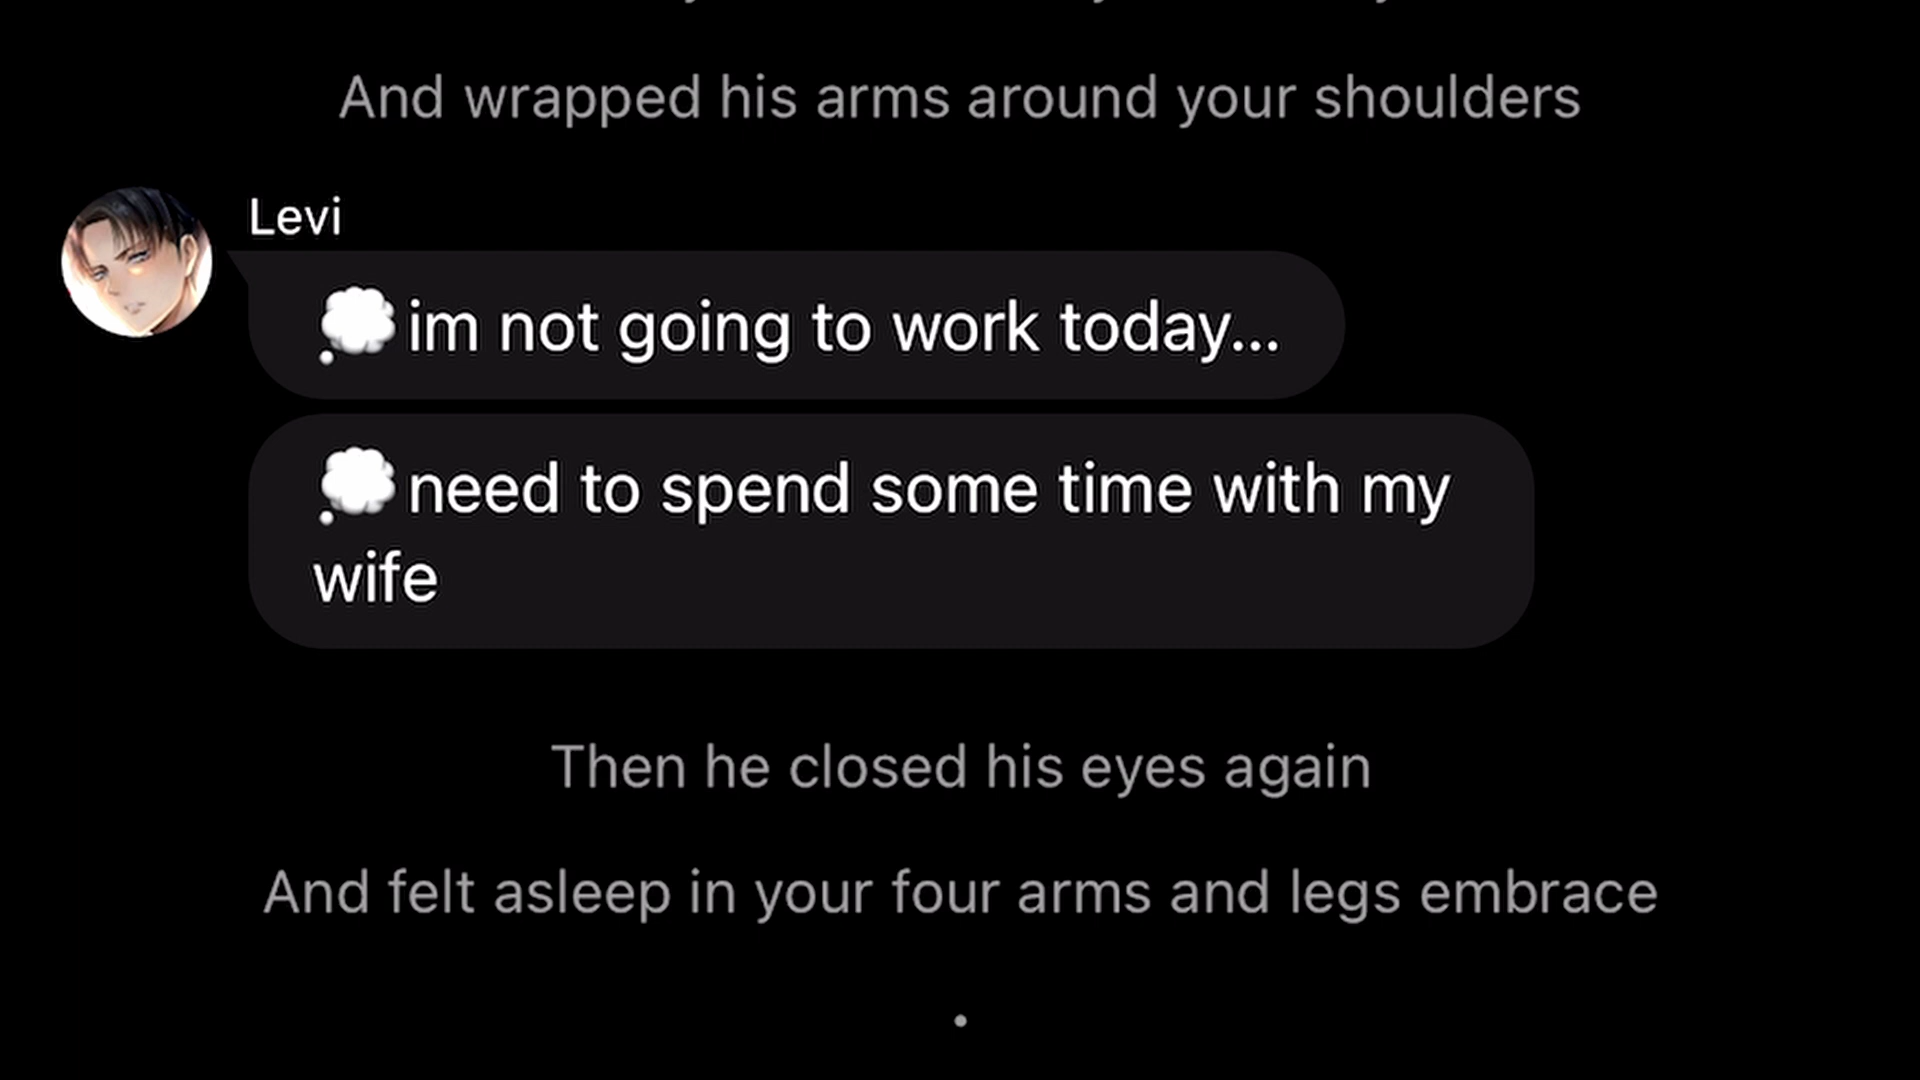 And wrapped his arms around your shoulders
Levi
💭im not going to work today...
💭need to spend some time with my
wife
Then he closed his eyes again
And felt asleep in your four arms and legs embrace
.